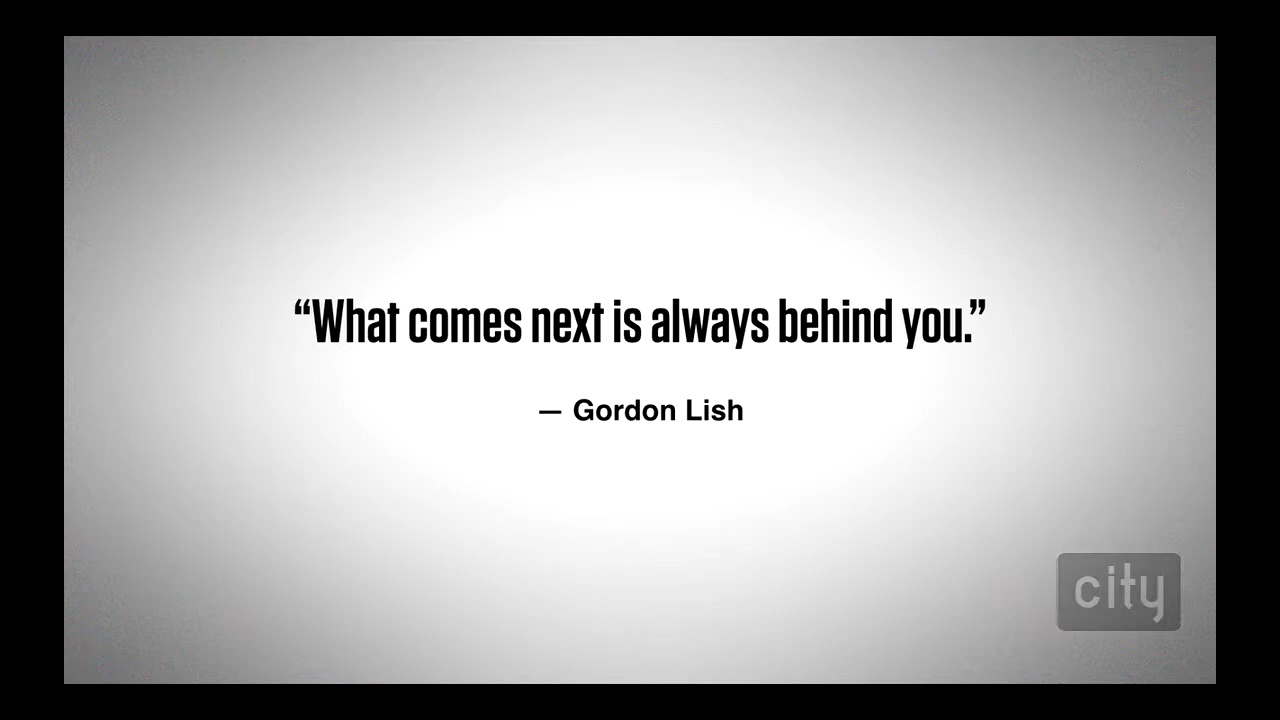 “What comes next is always behind you.”
— Gordon Lish
city